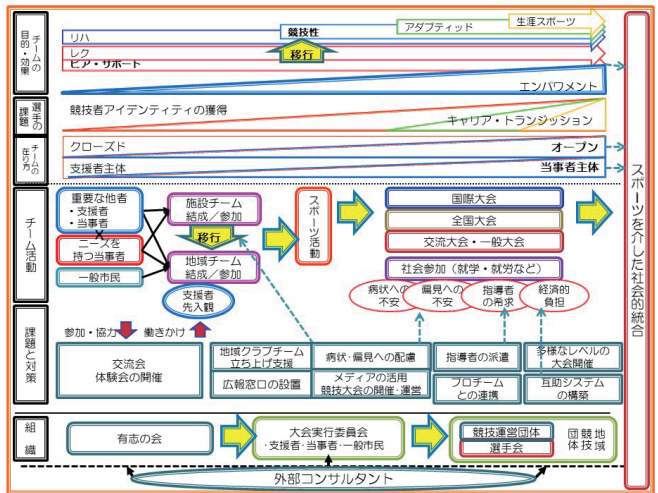 チームの
目的・効果
リハ
競技性
アダプティッド
生涯スポーツ
レク
ピア・サポート
移行
エンパワメント
選手の
課題
競技者アイデンティティの獲得
キャリア・トランジッション
チームの
在り方
クローズド
オープン
支援者主体
当事者主体
チーム活動
重要な他者
・支援者
・当事者
ニーズを
持つ当事者
一般市民
施設チーム
結成/参加
移行
地域チーム
結成/参加
支援者
先入観
スポーツ活動
国際大会
全国大会
交流大会・一般大会
社会参加(就学・就労など)
病状への
不安
偏見への
不安
指導者
の希求
経済的
負担
課題と対策
参加・協力
働きかけ
交流会
体験会の開催
地域クラブチーム
立ち上げ支援
広報窓口の設置
病状・偏見への配慮
メディアの活用
競技大会の開催・運営
指導者の派遣
プロチーム
との連携
多様なレベルの
大会開催
互助システム
の構築
組織
有志の会
大会実行委員会
・支援者・当事者・一般市民
競技運営団体
選手会
地域
競技
団体
外部コンサルタント
スポーツを介した社会的統合